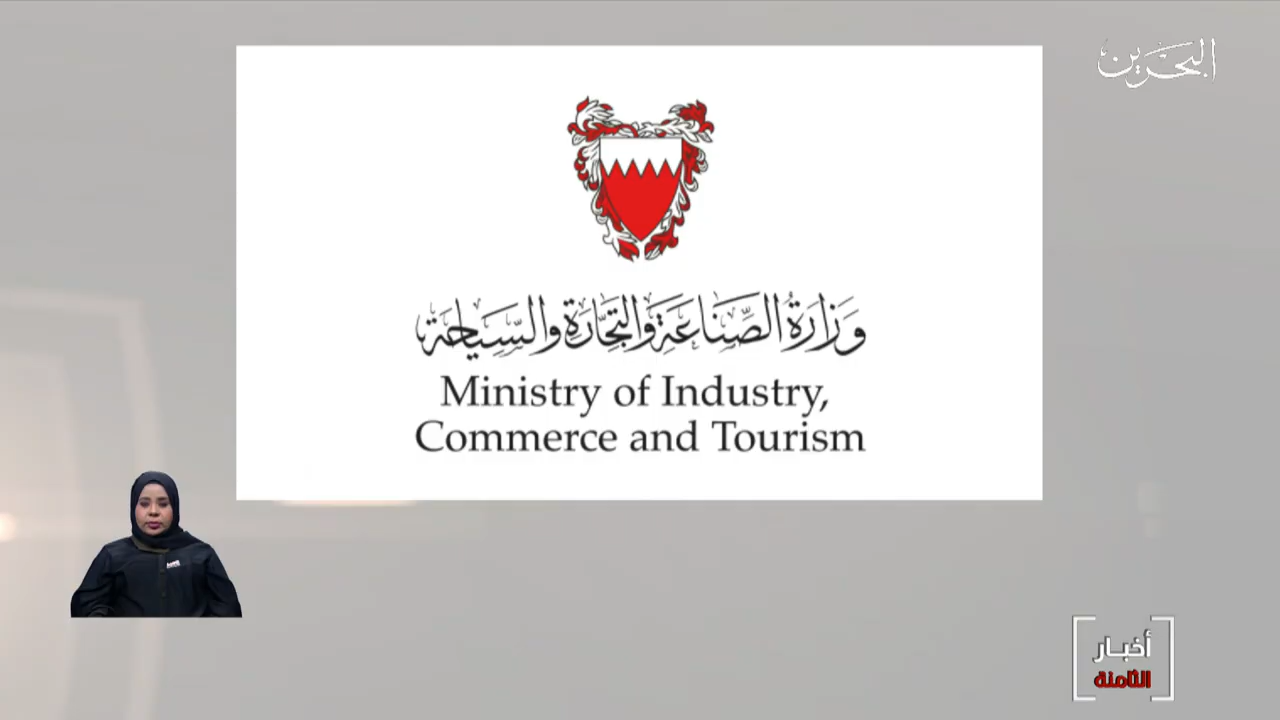 البحرين
وزارة الصناعة والتجارة والسياحة
Ministry of Industry,
Commerce and Tourism
أخبار
الثامنة